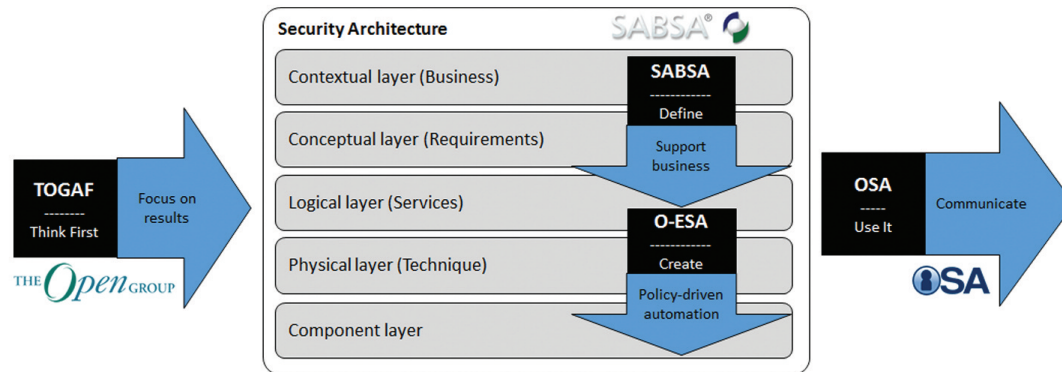 Security Architecture
SABSA®
Contextual layer (Business)
SABSA
------------
Define
Conceptual layer (Requirements)
Support
business
TOGAF
--------
Think First
Focus on
results
THE Open GROUP
Logical layer (Services)
O-ESA
------------
Create
Physical layer (Technique)
Policy-driven
automation
Component layer
OSA
-----
Use It
Communicate
OSA